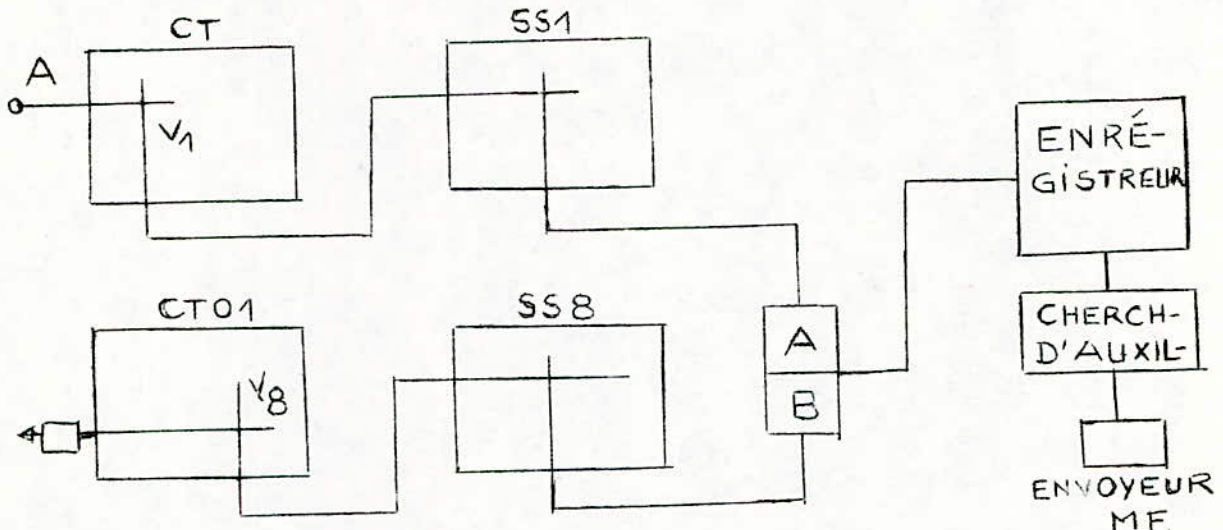 CT
SS1
A
V1
ENRÉ-
GISTREUR
CT01
SS8
A
B
V8
CHERCH-
D'AUXIL-
ENVOYEUR
MF